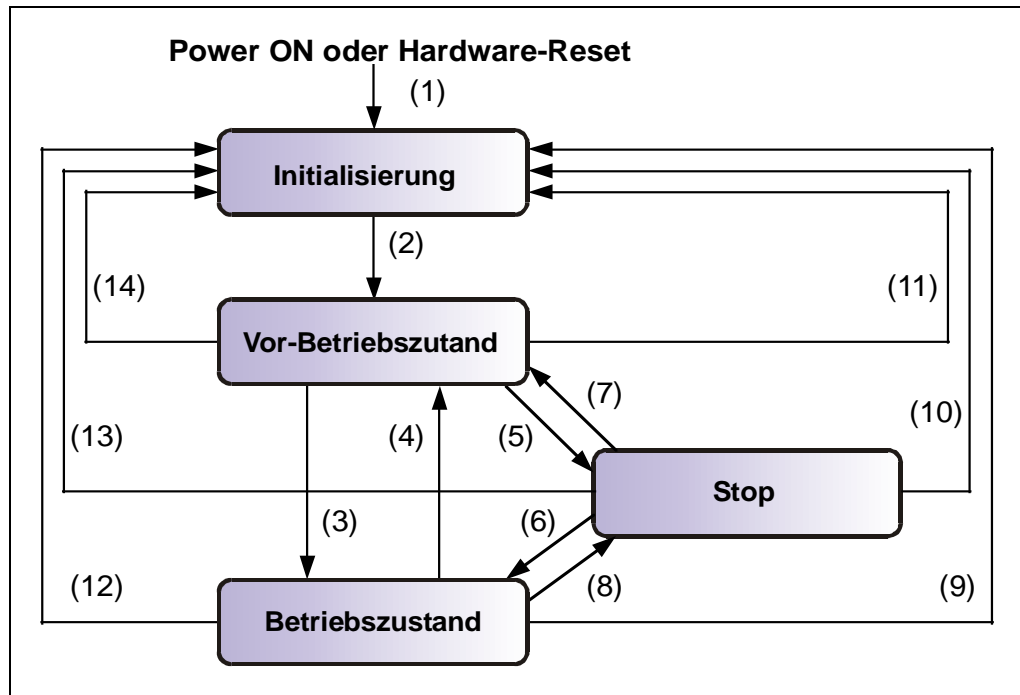 Power ON oder Hardware-Reset
(1)
Initialisierung
(2)
(14)
(11)
Vor-Betriebszutand
(7)
(10)
(13)
(4)
(5)
Stop
(3)
(6)
(12)
(8)
(9)
Betriebszustand